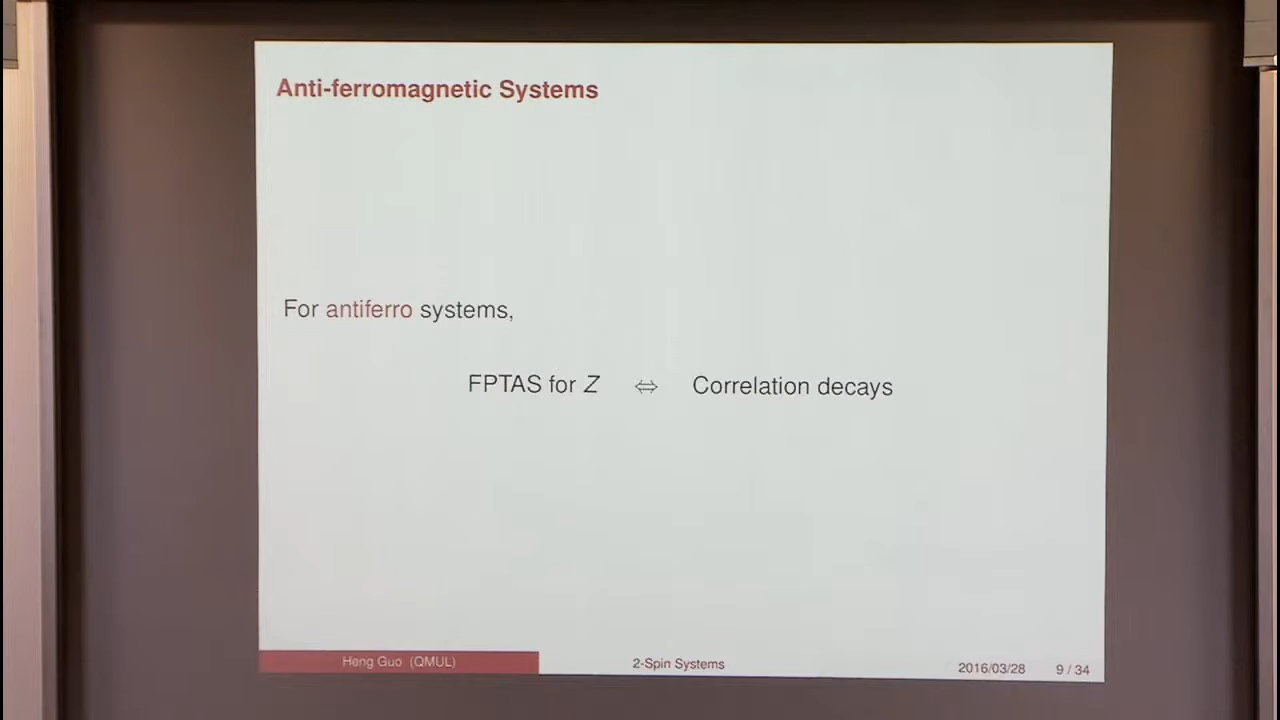 Anti-ferromagnetic Systems
For antiferro systems,
FPTAS for Z ⇔ Correlation decays
Heng Guo (QMUL) 2-Spin Systems 2016/03/28 9 / 34